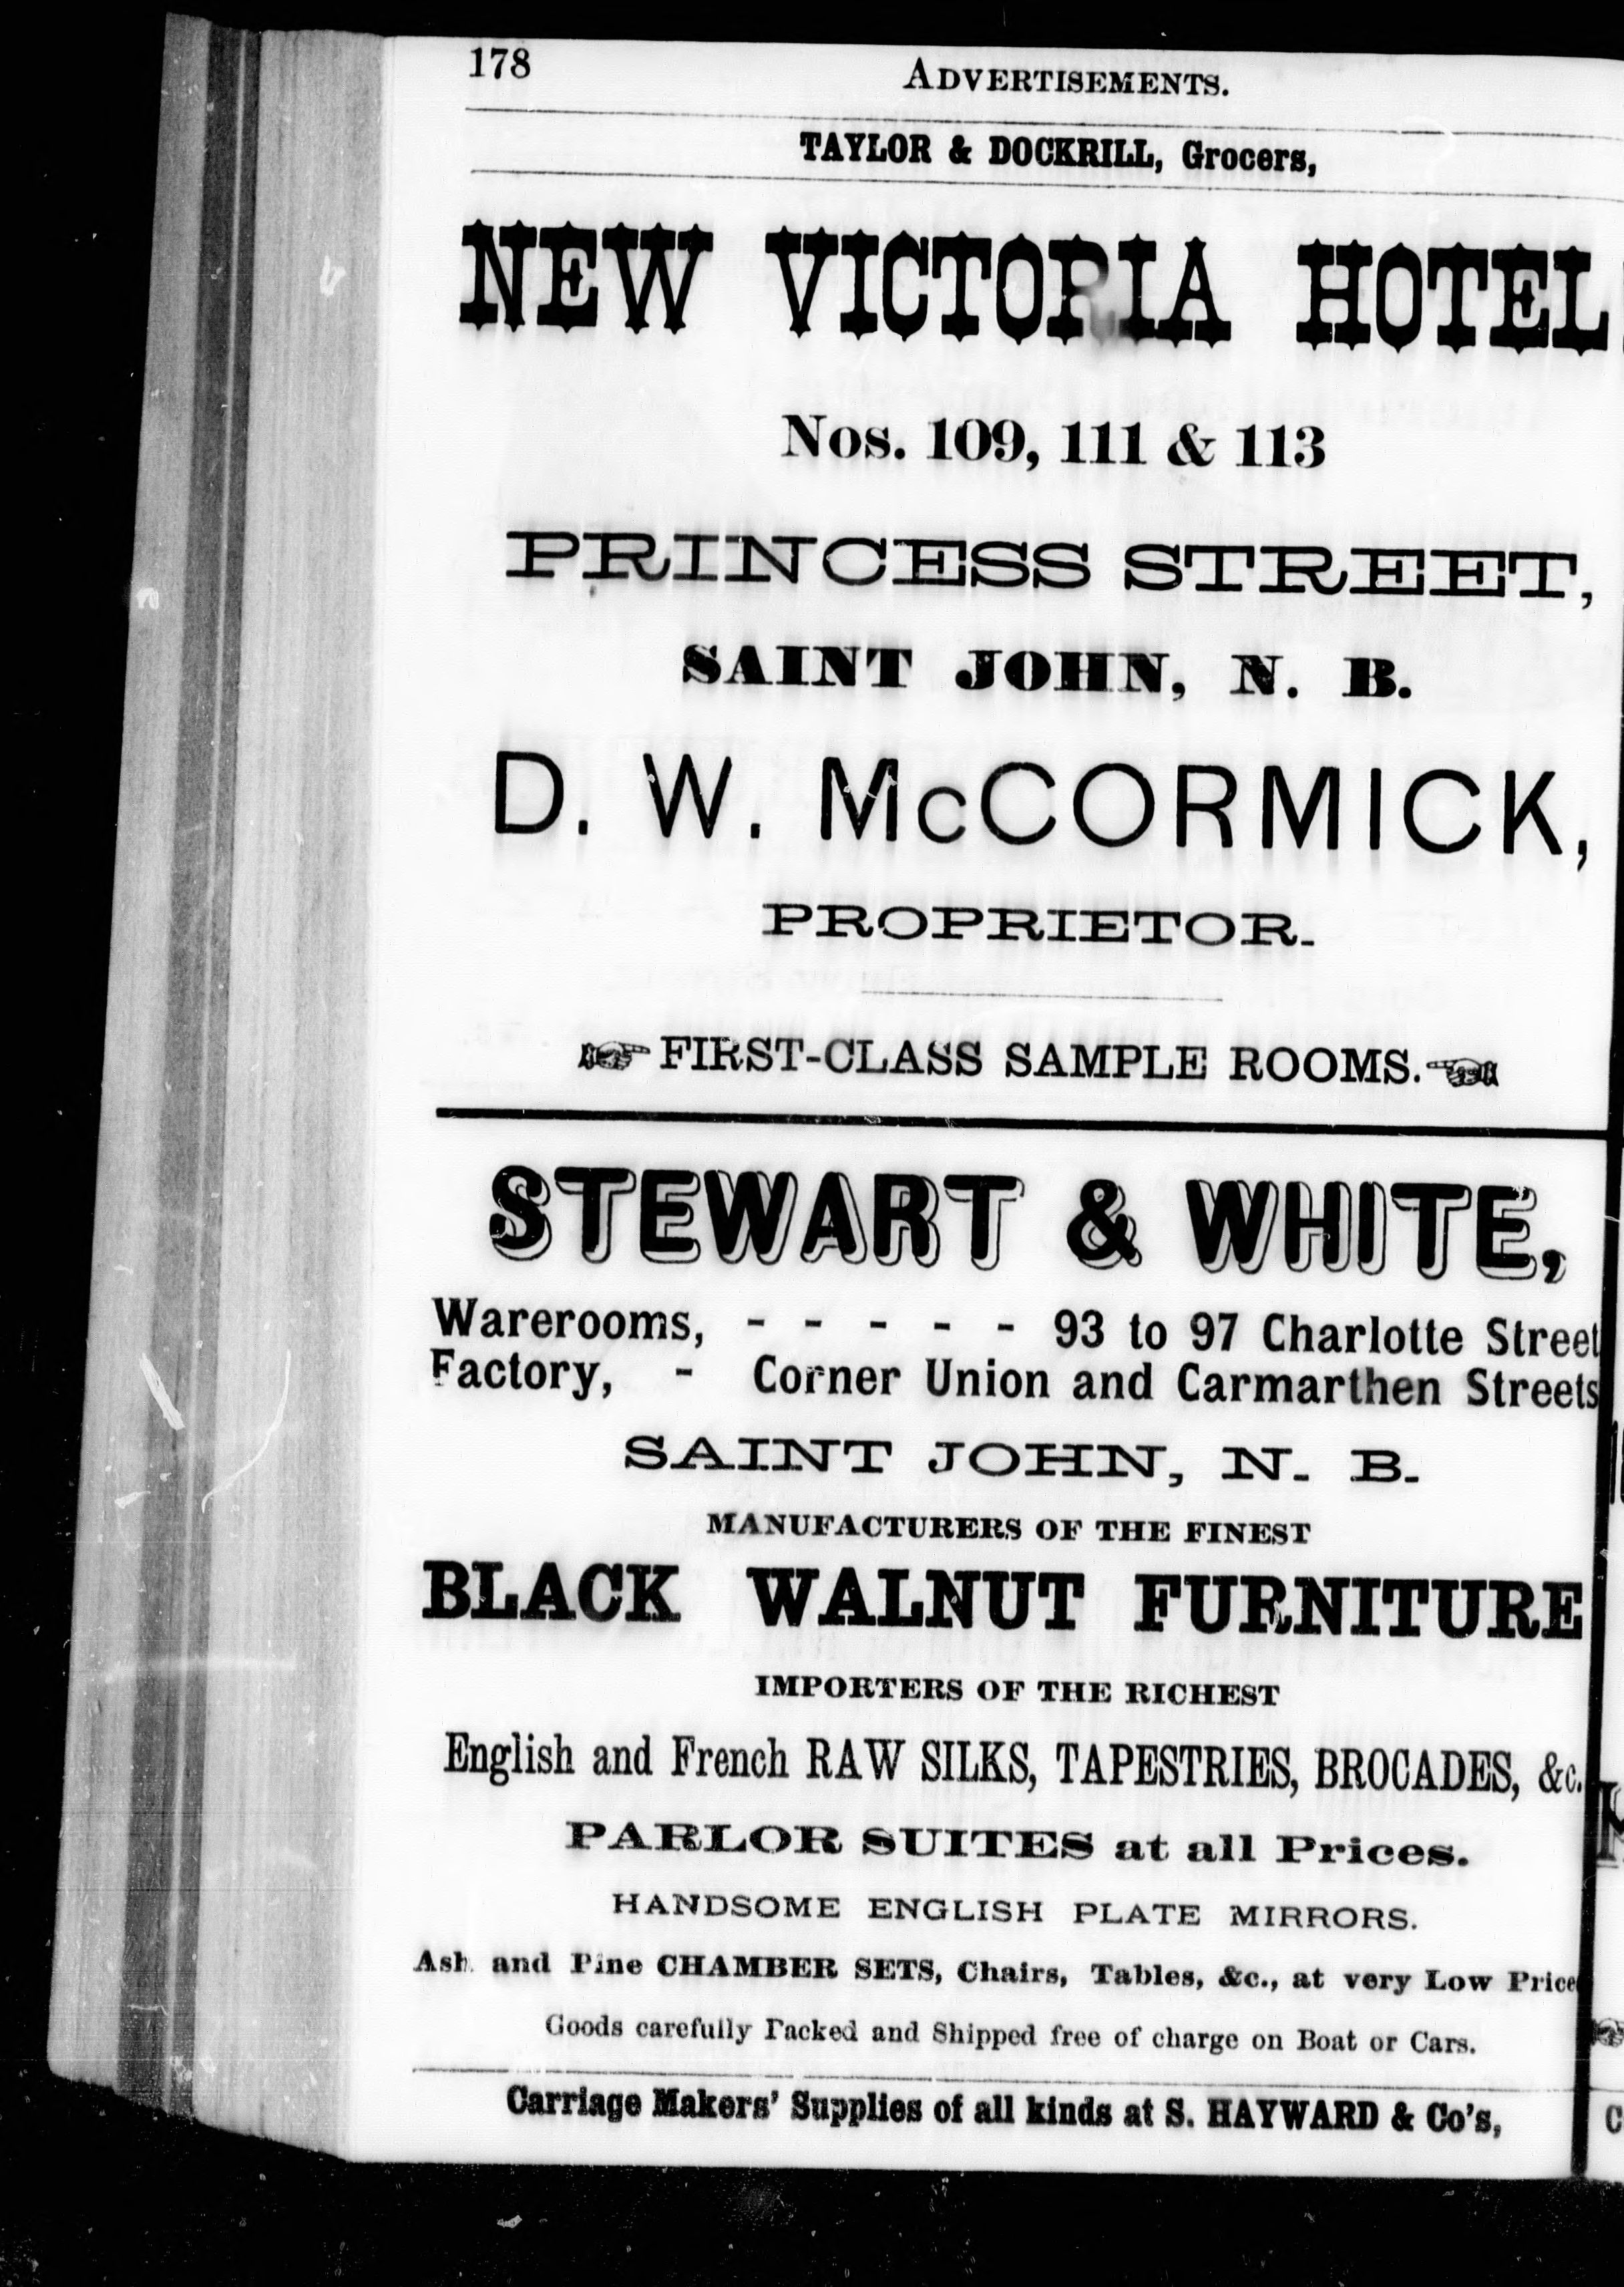 178
ADVERTISEMENTS.
TAYLOR & DOCKRILL, Grocers,
NEW VICTORIA HOTEL
Nos. 109, 111 & 113
PRINCESS STREET,
SAINT JOHN, N. B.
D. W. McCORMICK,
PROPRIETOR.
☞ FIRST-CLASS SAMPLE ROOMS. ☜
STEWART & WHITE,
Warerooms, - - - - - 93 to 97 Charlotte Street
Factory, - Corner Union and Carmarthen Streets
SAINT JOHN, N. B.
MANUFACTURERS OF THE FINEST
BLACK WALNUT FURNITURE
IMPORTERS OF THE RICHEST
English and French RAW SILKS, TAPESTRIES, BROCADES, &c.
PARLOR SUITES at all Prices.
HANDSOME ENGLISH PLATE MIRRORS.
Ash and Pine CHAMBER SETS, Chairs, Tables, &c., at very Low Price
Goods carefully Packed and Shipped free of charge on Boat or Cars.
Carriage Makers' Supplies of all kinds at S. HAYWARD & Co's,